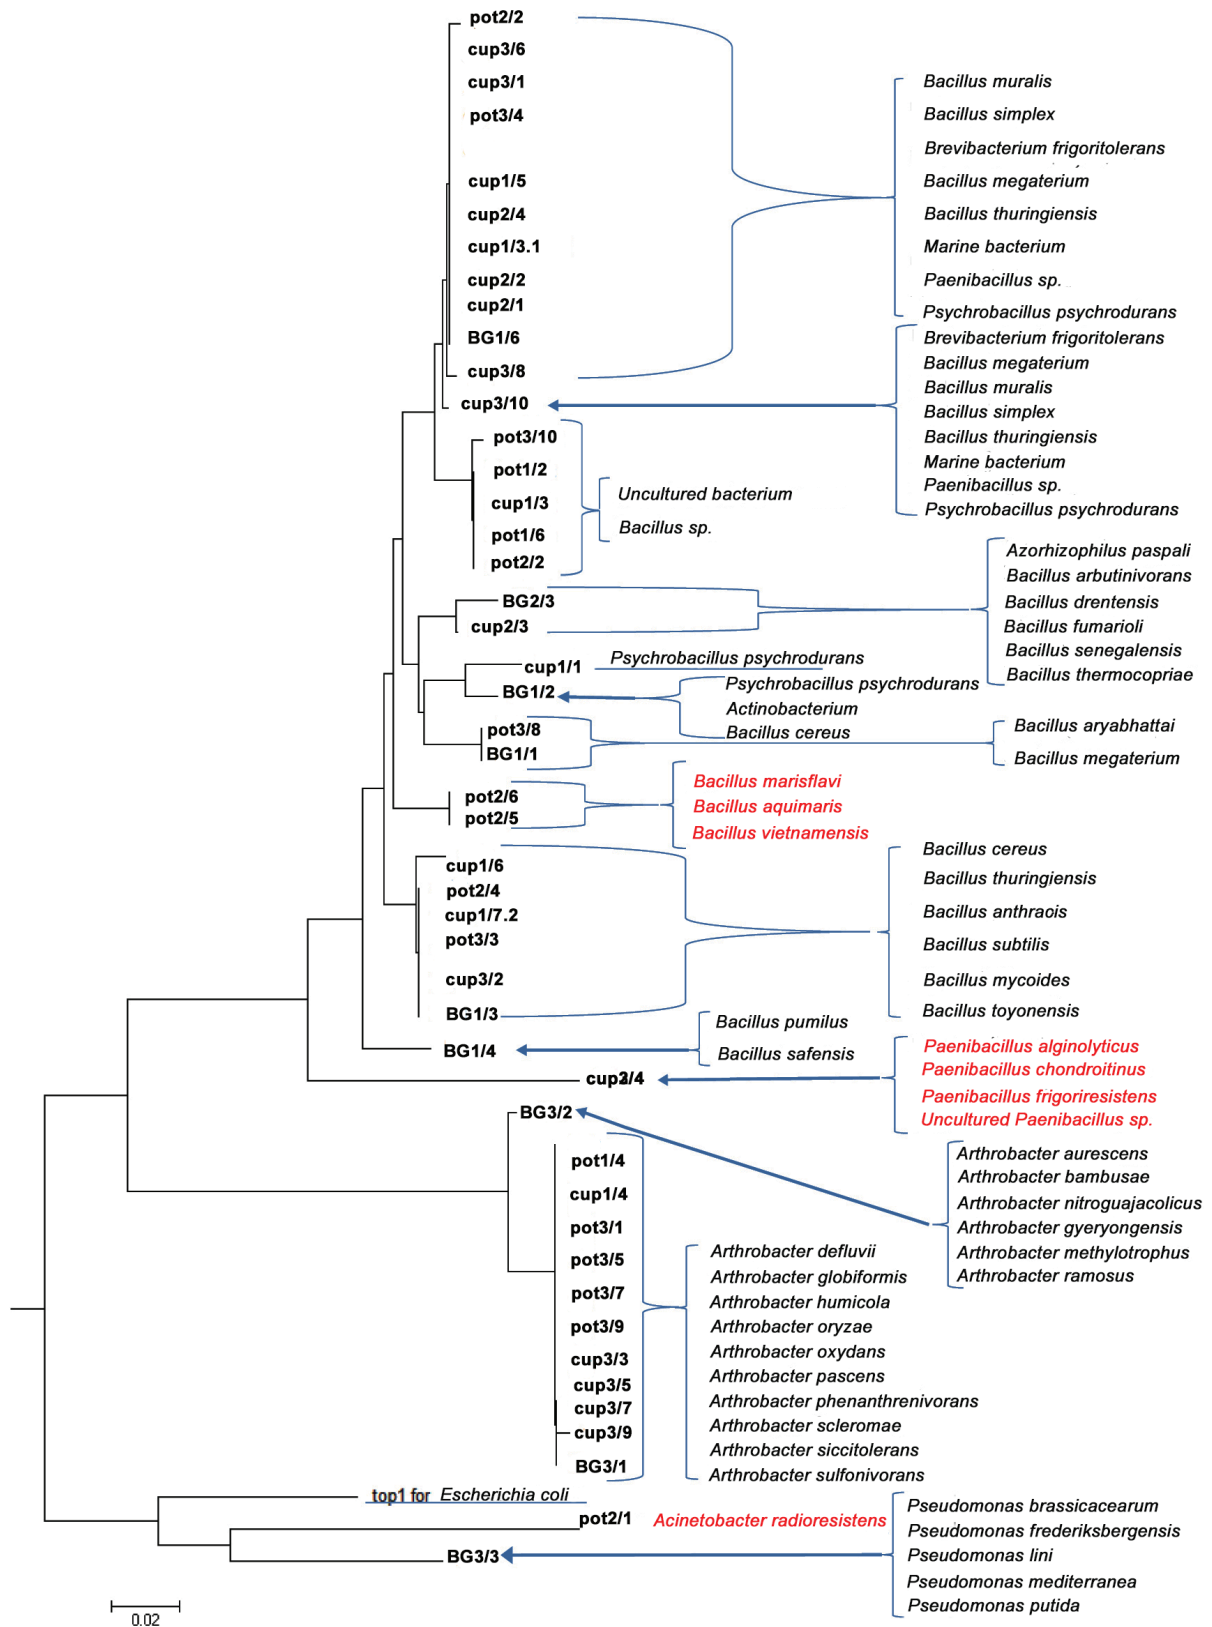 pot2/2
cup3/6
cup3/1
pot3/4
cup1/5
cup2/4
cup1/3.1
cup2/2
cup2/1
BG1/6
cup3/8
Bacillus muralis
Bacillus simplex
Brevibacterium frigoritolerans
Bacillus megaterium
Bacillus thuringiensis
Marine bacterium
Paenibacillus sp.
Psychrobacillus psychrodurans
cup3/10
Brevibacterium frigoritolerans
Bacillus megaterium
Bacillus muralis
Bacillus simplex
Bacillus thuringiensis
Marine bacterium
Paenibacillus sp.
Psychrobacillus psychrodurans
pot3/10
pot1/2
cup1/3
pot1/6
pot2/2
Uncultured bacterium
Bacillus sp.
BG2/3
cup2/3
Azorhizophilus paspali
Bacillus arbutinivorans
Bacillus drentensis
Bacillus fumarioli
Bacillus senegalensis
Bacillus thermocopriae
cup1/1 Psychrobacillus psychrodurans
BG1/2
Psychrobacillus psychrodurans
Actinobacterium
Bacillus cereus
pot3/8
BG1/1
Bacillus aryabhattai
Bacillus megaterium
pot2/6
pot2/5
Bacillus marisflavi
Bacillus aquimaris
Bacillus vietnamensis
cup1/6
pot2/4
cup1/7.2
pot3/3
cup3/2
BG1/3
Bacillus cereus
Bacillus thuringiensis
Bacillus anthraois
Bacillus subtilis
Bacillus mycoides
Bacillus toyonensis
BG1/4
Bacillus pumilus
Bacillus safensis
Paenibacillus alginolyticus
Paenibacillus chondroitinus
Paenibacillus frigoriresistens
Uncultured Paenibacillus sp.
BG3/2
Arthrobacter aurescens
Arthrobacter bambusae
Arthrobacter nitroguajacolicus
Arthrobacter gyeryongensis
Arthrobacter methylotrophus
Arthrobacter ramosus
pot1/4
cup1/4
pot3/1
pot3/5
pot3/7
pot3/9
cup3/3
cup3/5
cup3/7
cup3/9
BG3/1
Arthrobacter defluvii
Arthrobacter globiformis
Arthrobacter humicola
Arthrobacter oryzae
Arthrobacter oxydans
Arthrobacter pascens
Arthrobacter phenanthrenivorans
Arthrobacter scleromae
Arthrobacter siccitolerans
Arthrobacter sulfonivorans
top1 for Escherichia coli
pot2/1 Acinetobacter radioresistens
BG3/3
Pseudomonas brassicacearum
Pseudomonas frederiksbergensis
Pseudomonas lini
Pseudomonas mediterranea
Pseudomonas putida
0.02